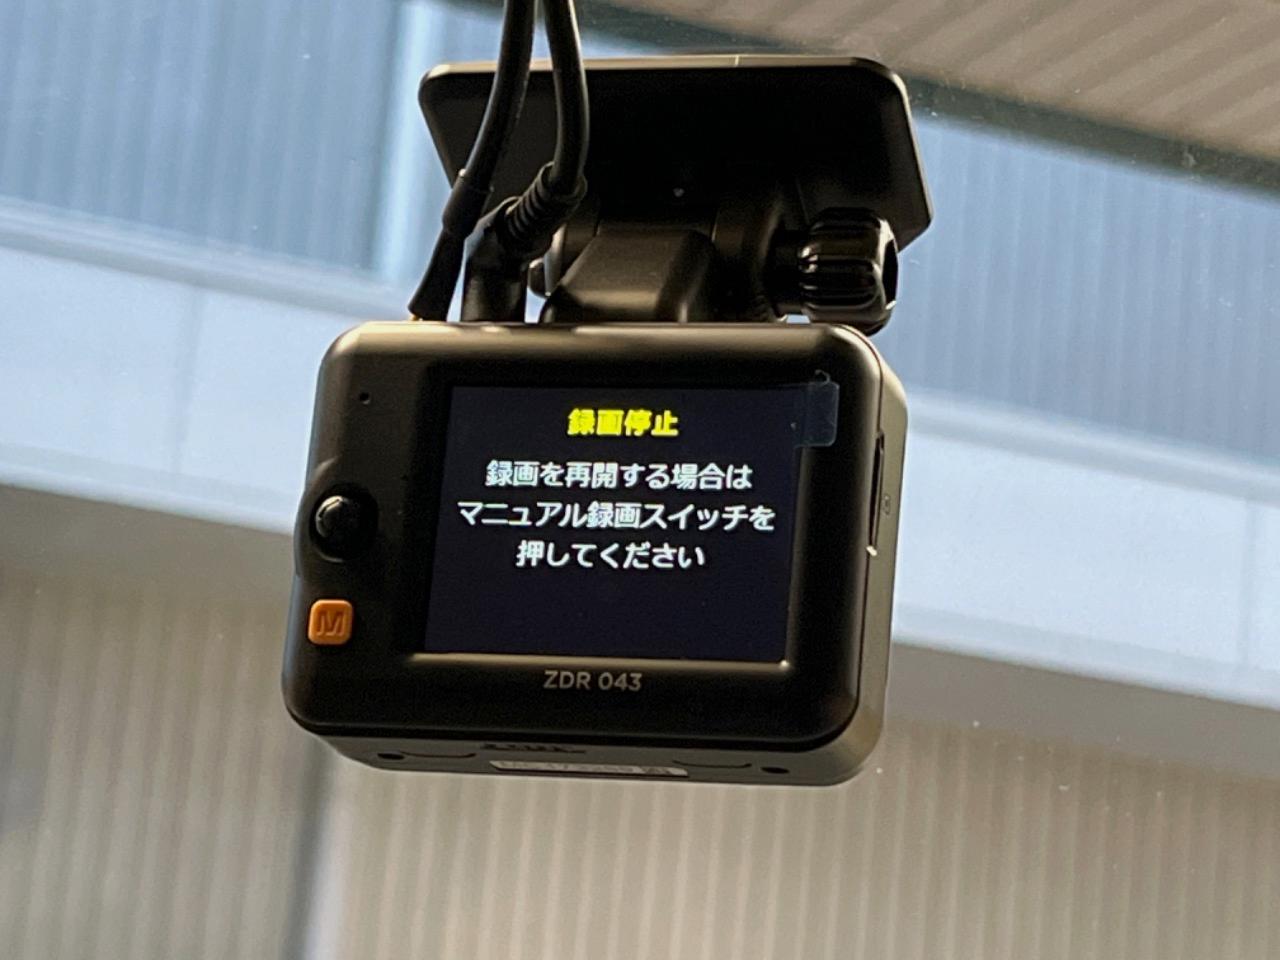 録画停止
録画を再開する場合は
マニュアル録画スイッチを
押してください
M
ZDR 043